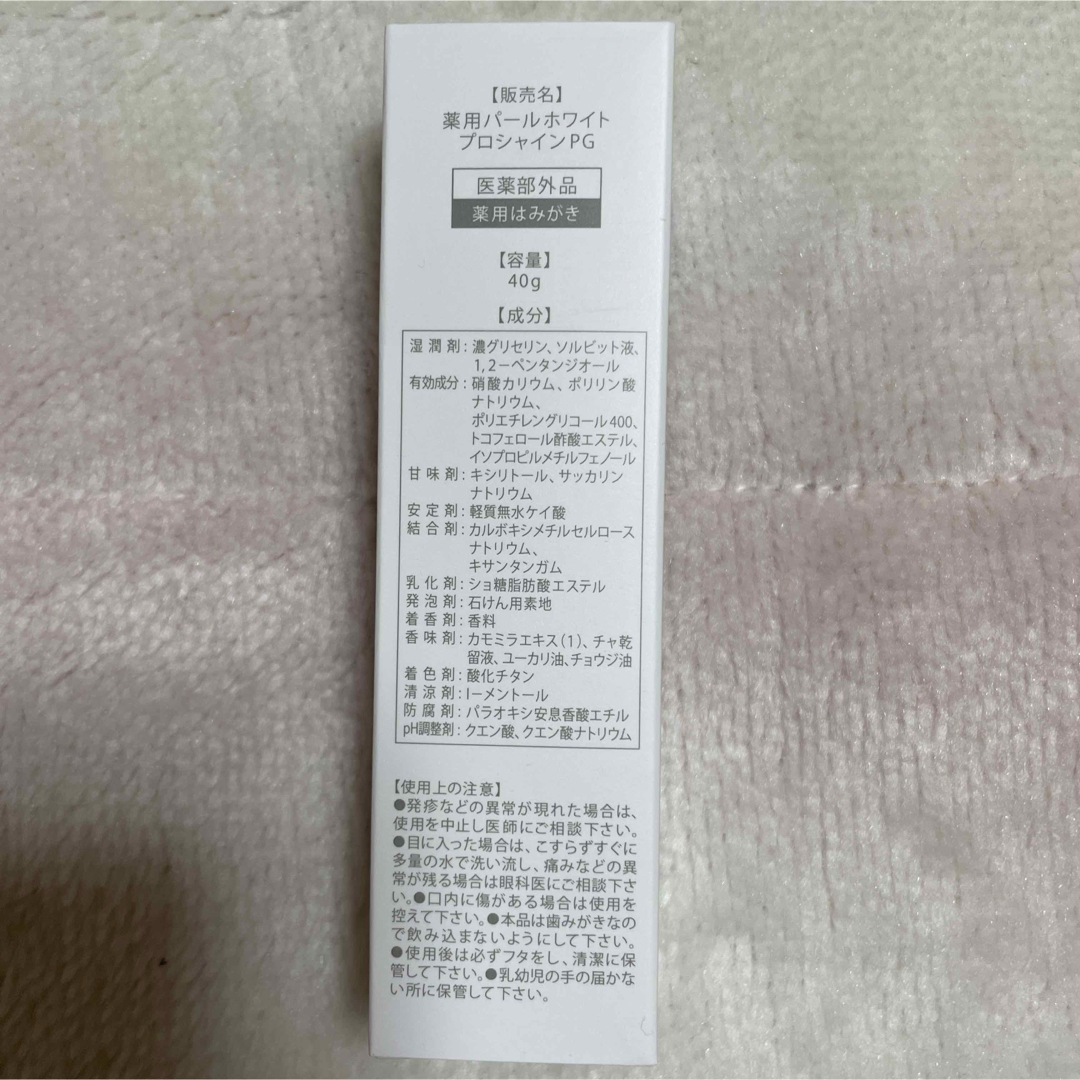 【販売名】
薬用パールホワイト
プロシャインPG
医薬部外品
薬用はみがき
【容量】
40g
【成分】
湿潤剤：濃グリセリン、ソルビット液、
1,2－ペンタンジオール
有効成分：硝酸カリウム、ポリリン酸
ナトリウム、
ポリエチレングリコール400、
トコフェロール酢酸エステル、
イソプロピルメチルフェノール
甘味剤：キシリトール、サッカリン
ナトリウム
安定剤：軽質無水ケイ酸
結合剤：カルボキシメチルセルロース
ナトリウム、
キサンタンガム
乳化剤：ショ糖脂肪酸エステル
発泡剤：石けん用素地
着香剤：香料
香味剤：カモミラエキス（1）、チャ乾
留液、ユーカリ油、チョウジ油
着色剤：酸化チタン
清涼剤：l－メントール
防腐剤：パラオキシ安息香酸エチル
pH調整剤：クエン酸、クエン酸ナトリウム
【使用上の注意】
●発疹などの異常が現れた場合は、
使用を中止し医師にご相談下さい。
●目に入った場合は、こすらずすぐに
多量の水で洗い流し、痛みなどの異
常が残る場合は眼科医にご相談下さ
い。●口内に傷がある場合は使用を
控えて下さい。●本品は歯みがきなの
で飲み込まないようにして下さい。
●使用後は必ずフタをし、清潔に保
管して下さい。●乳幼児の手の届かな
い所に保管して下さい。